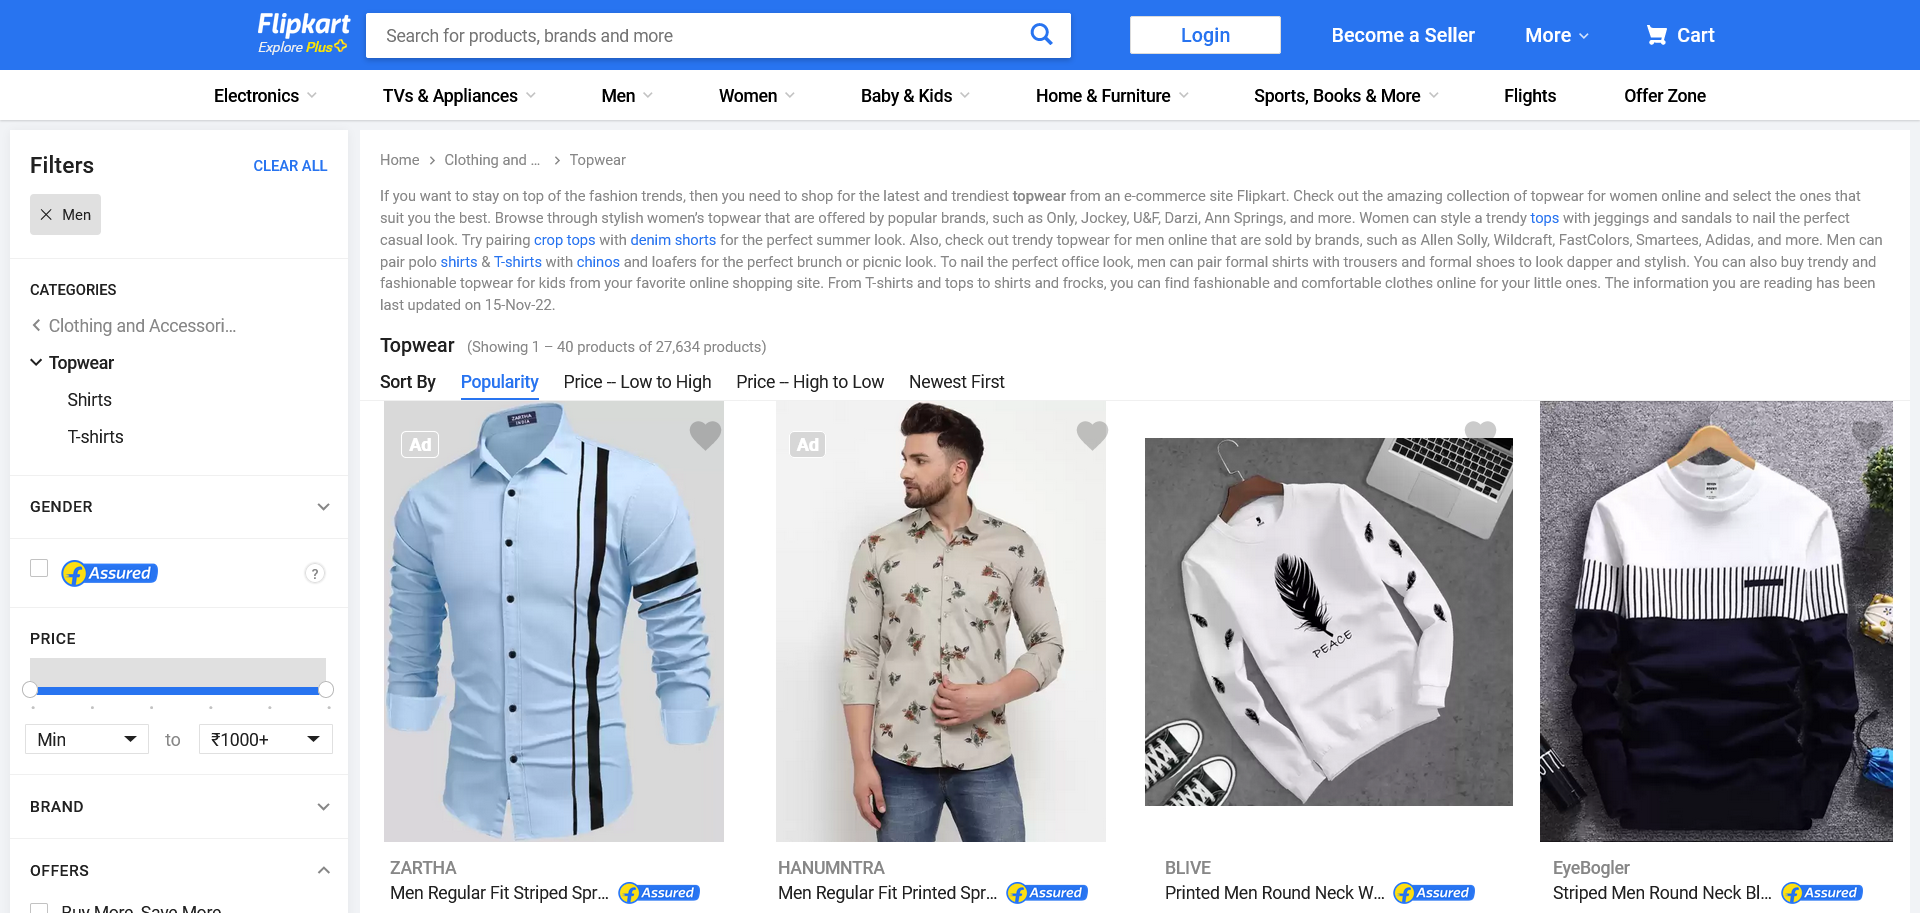 Flipkart
Explore Plus
Search for products, brands and more
Login
Become a Seller
More
Cart
Electronics
TVs & Appliances
Men
Women
Baby & Kids
Home & Furniture
Sports, Books & More
Flights
Offer Zone
Filters
CLEAR ALL
Men
CATEGORIES
Clothing and Accessori...
Topwear
Shirts
T-shirts
GENDER
Assured
?
PRICE
Min
to
₹1000+
BRAND
OFFERS
Buy More, Save More
Home
Clothing and ...
Topwear
If you want to stay on top of the fashion trends, then you need to shop for the latest and trendiest topwear from an e-commerce site Flipkart. Check out the amazing collection of topwear for women online and select the ones that
suit you the best. Browse through stylish women's topwear that are offered by popular brands, such as Only, Jockey, U&F, Darzi, Ann Springs, and more. Women can style a trendy tops with jeggings and sandals to nail the perfect
casual look. Try pairing crop tops with denim shorts for the perfect summer look. Also, check out trendy topwear for men online that are sold by brands, such as Allen Solly, Wildcraft, FastColors, Smartees, Adidas, and more. Men can
pair polo shirts & T-shirts with chinos and loafers for the perfect brunch or picnic look. To nail the perfect office look, men can pair formal shirts with trousers and formal shoes to look dapper and stylish. You can also buy trendy and
fashionable topwear for kids from your favorite online shopping site. From T-shirts and tops to shirts and frocks, you can find fashionable and comfortable clothes online for your little ones. The information you are reading has been
last updated on 15-Nov-22.
Topwear (Showing 1 – 40 products of 27,634 products)
Sort By
Popularity
Price -- Low to High
Price -- High to Low
Newest First
Ad
ZARTHA
INDIA
Ad
PEACE
ZARTHA
Men Regular Fit Striped Spr...
Assured
HANUMNTRA
Men Regular Fit Printed Spr...
Assured
BLIVE
Printed Men Round Neck W...
Assured
EyeBogler
Striped Men Round Neck Bl...
Assured